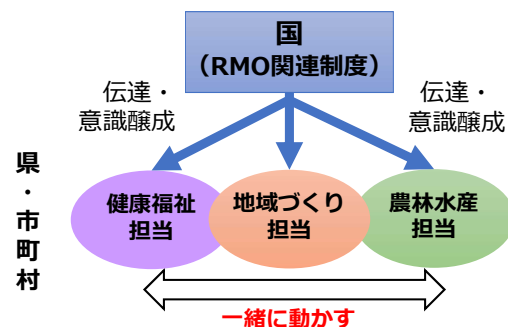 国
（RMO関連制度）
伝達・
意識醸成
伝達・
意識醸成
県・市町村
健康福祉
担当
地域づくり
担当
農林水産
担当
一緒に動かす